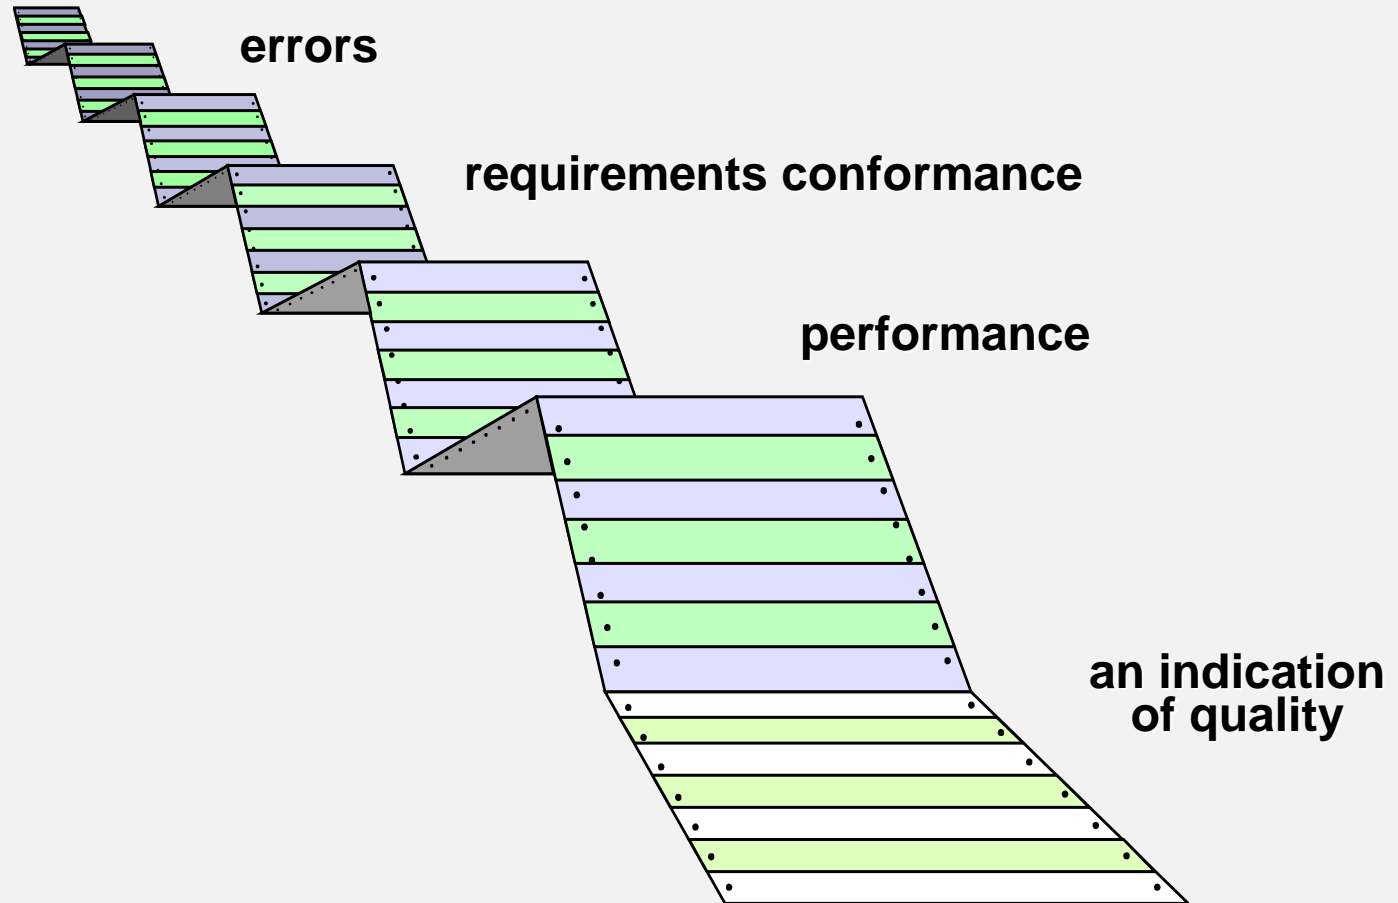 errors
requirements conformance
performance
an indication
of quality